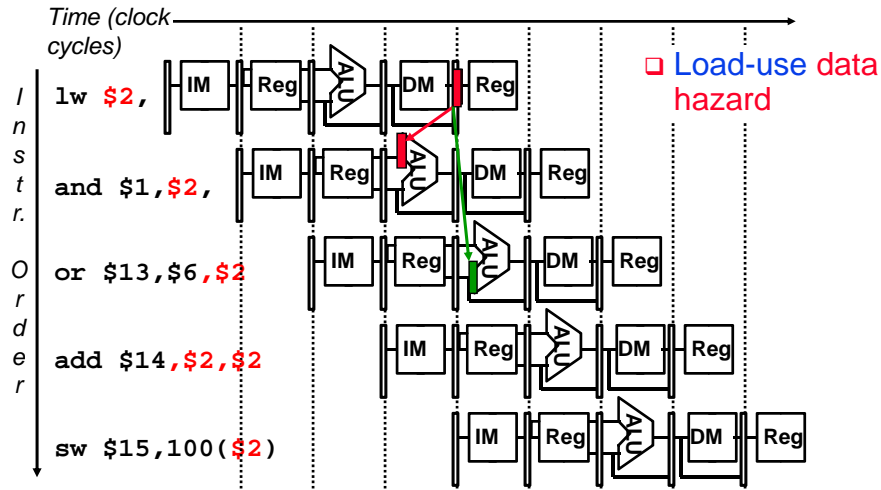 Time (clock
cycles)
Instr. Order
lw $2,
IM Reg ALU DM Reg
❑ Load-use data
hazard
and $1,$2,
IM Reg ALU DM Reg
or $13,$6,$2
IM Reg ALU DM Reg
add $14,$2,$2
IM Reg ALU DM Reg
sw $15,100($2)
IM Reg ALU DM Reg